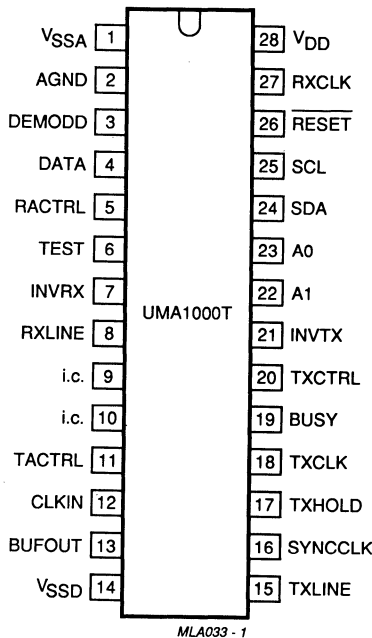 VSSA 1 28 VDD
AGND 2 27 RXCLK
DEMODD 3 26 RESET
DATA 4 25 SCL
RACTRL 5 24 SDA
TEST 6 23 A0
INVRX 7 22 A1
UMA1000T
RXLINE 8 21 INVTX
i.c. 9 20 TXCTRL
i.c. 10 19 BUSY
TACTRL 11 18 TXCLK
CLKIN 12 17 TXHOLD
BUFOUT 13 16 SYNCCLK
VSSD 14 15 TXLINE
MLA033 - 1